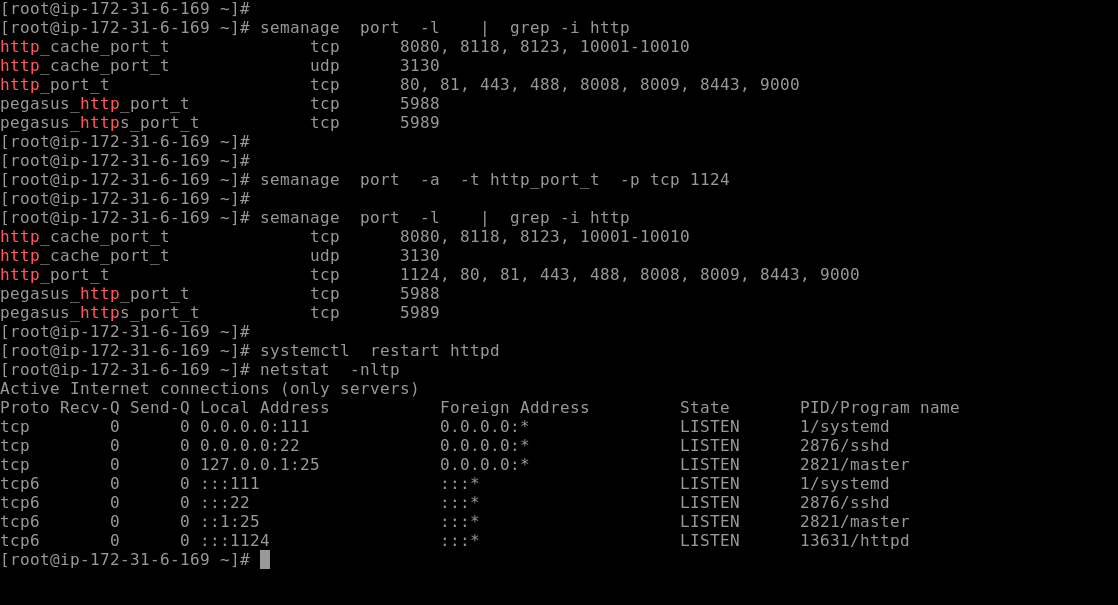 [root@ip-172-31-6-169 ~]#
[root@ip-172-31-6-169 ~]# semanage  port  -l    |  grep -i http
http_cache_port_t              tcp      8080, 8118, 8123, 10001-10010
http_cache_port_t              udp      3130
http_port_t                    tcp      80, 81, 443, 488, 8008, 8009, 8443, 9000
pegasus_http_port_t            tcp      5988
pegasus_https_port_t           tcp      5989
[root@ip-172-31-6-169 ~]#
[root@ip-172-31-6-169 ~]#
[root@ip-172-31-6-169 ~]# semanage  port  -a  -t http_port_t  -p tcp 1124
[root@ip-172-31-6-169 ~]#
[root@ip-172-31-6-169 ~]# semanage  port  -l    |  grep -i http
http_cache_port_t              tcp      8080, 8118, 8123, 10001-10010
http_cache_port_t              udp      3130
http_port_t                    tcp      1124, 80, 81, 443, 488, 8008, 8009, 8443, 9000
pegasus_http_port_t            tcp      5988
pegasus_https_port_t           tcp      5989
[root@ip-172-31-6-169 ~]#
[root@ip-172-31-6-169 ~]# systemctl  restart httpd
[root@ip-172-31-6-169 ~]# netstat  -nltp
Active Internet connections (only servers)
Proto Recv-Q Send-Q Local Address           Foreign Address         State       PID/Program name
tcp        0      0 0.0.0.0:111             0.0.0.0:*               LISTEN      1/systemd
tcp        0      0 0.0.0.0:22              0.0.0.0:*               LISTEN      2876/sshd
tcp        0      0 127.0.0.1:25            0.0.0.0:*               LISTEN      2821/master
tcp6       0      0 :::111                  :::*                    LISTEN      1/systemd
tcp6       0      0 :::22                   :::*                    LISTEN      2876/sshd
tcp6       0      0 ::1:25                  :::*                    LISTEN      2821/master
tcp6       0      0 :::1124                 :::*                    LISTEN      13631/httpd
[root@ip-172-31-6-169 ~]#